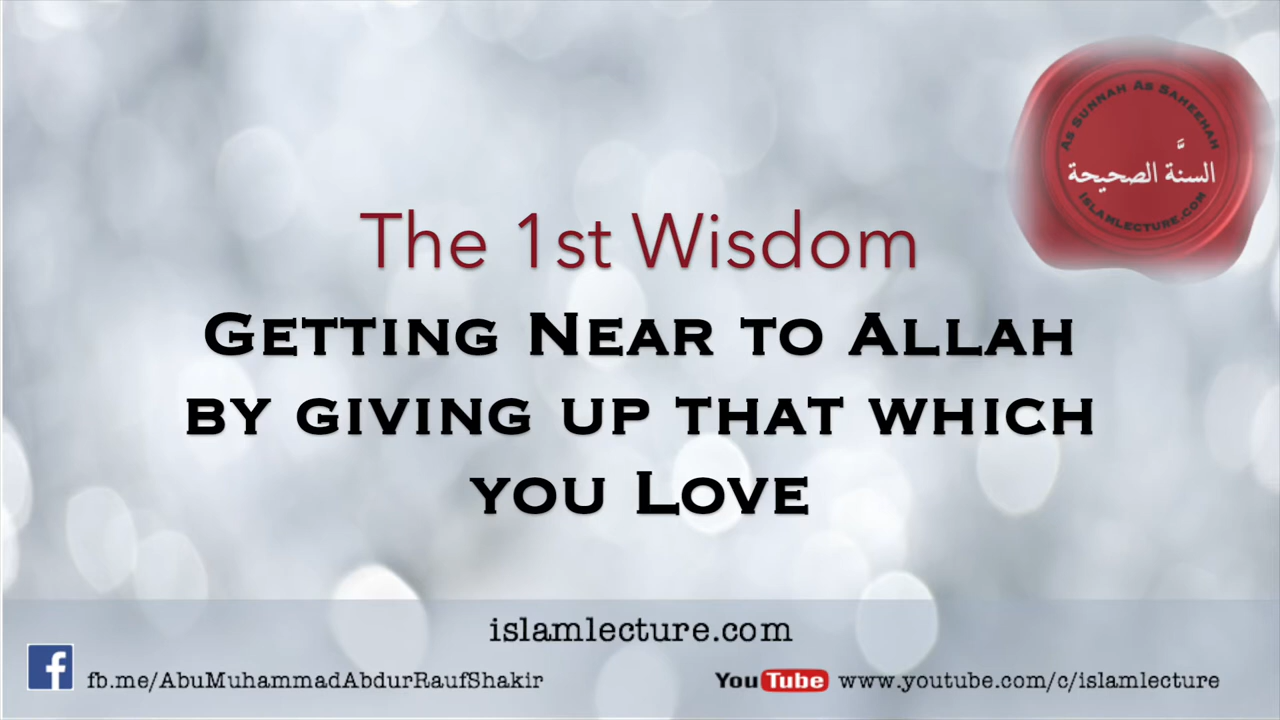 As Sunnah As Saheehah
السنَّة الصحيحة
islamlecture.com
The 1st Wisdom
Getting Near to Allah
by giving up that which
you Love
islamlecture.com
f fb.me/AbuMuhammadAbdurRaufShakir
YouTube www.youtube.com/c/islamlecture